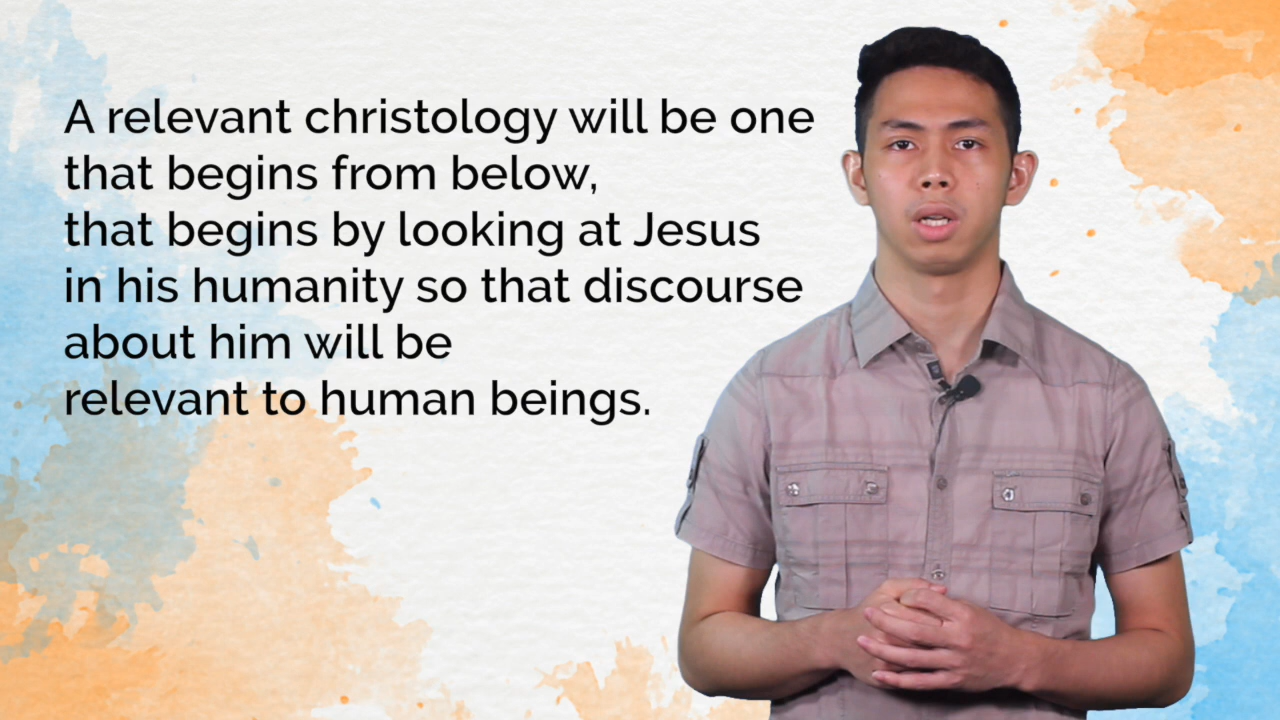 A relevant christology will be one
that begins from below,
that begins by looking at Jesus
in his humanity so that discourse
about him will be
relevant to human beings.